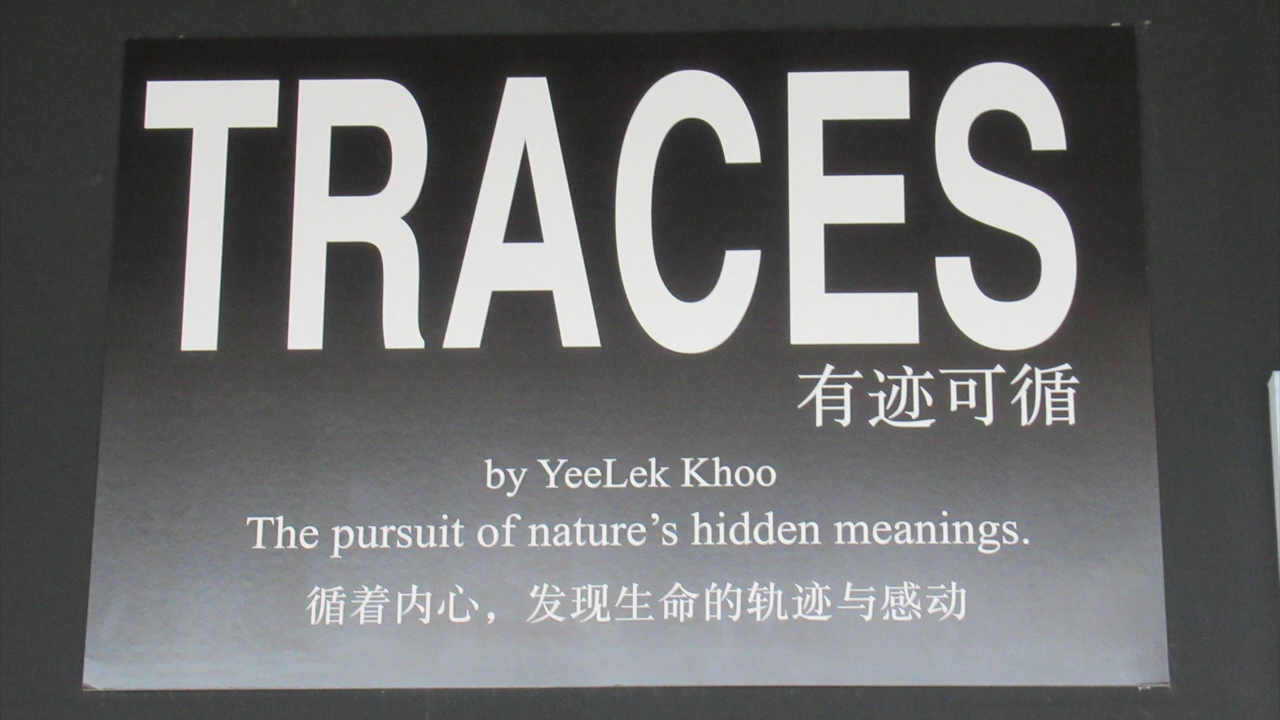 TRACES
有迹可循
by YeeLek Khoo
The pursuit of nature’s hidden meanings.
循着内心，发现生命的轨迹与感动